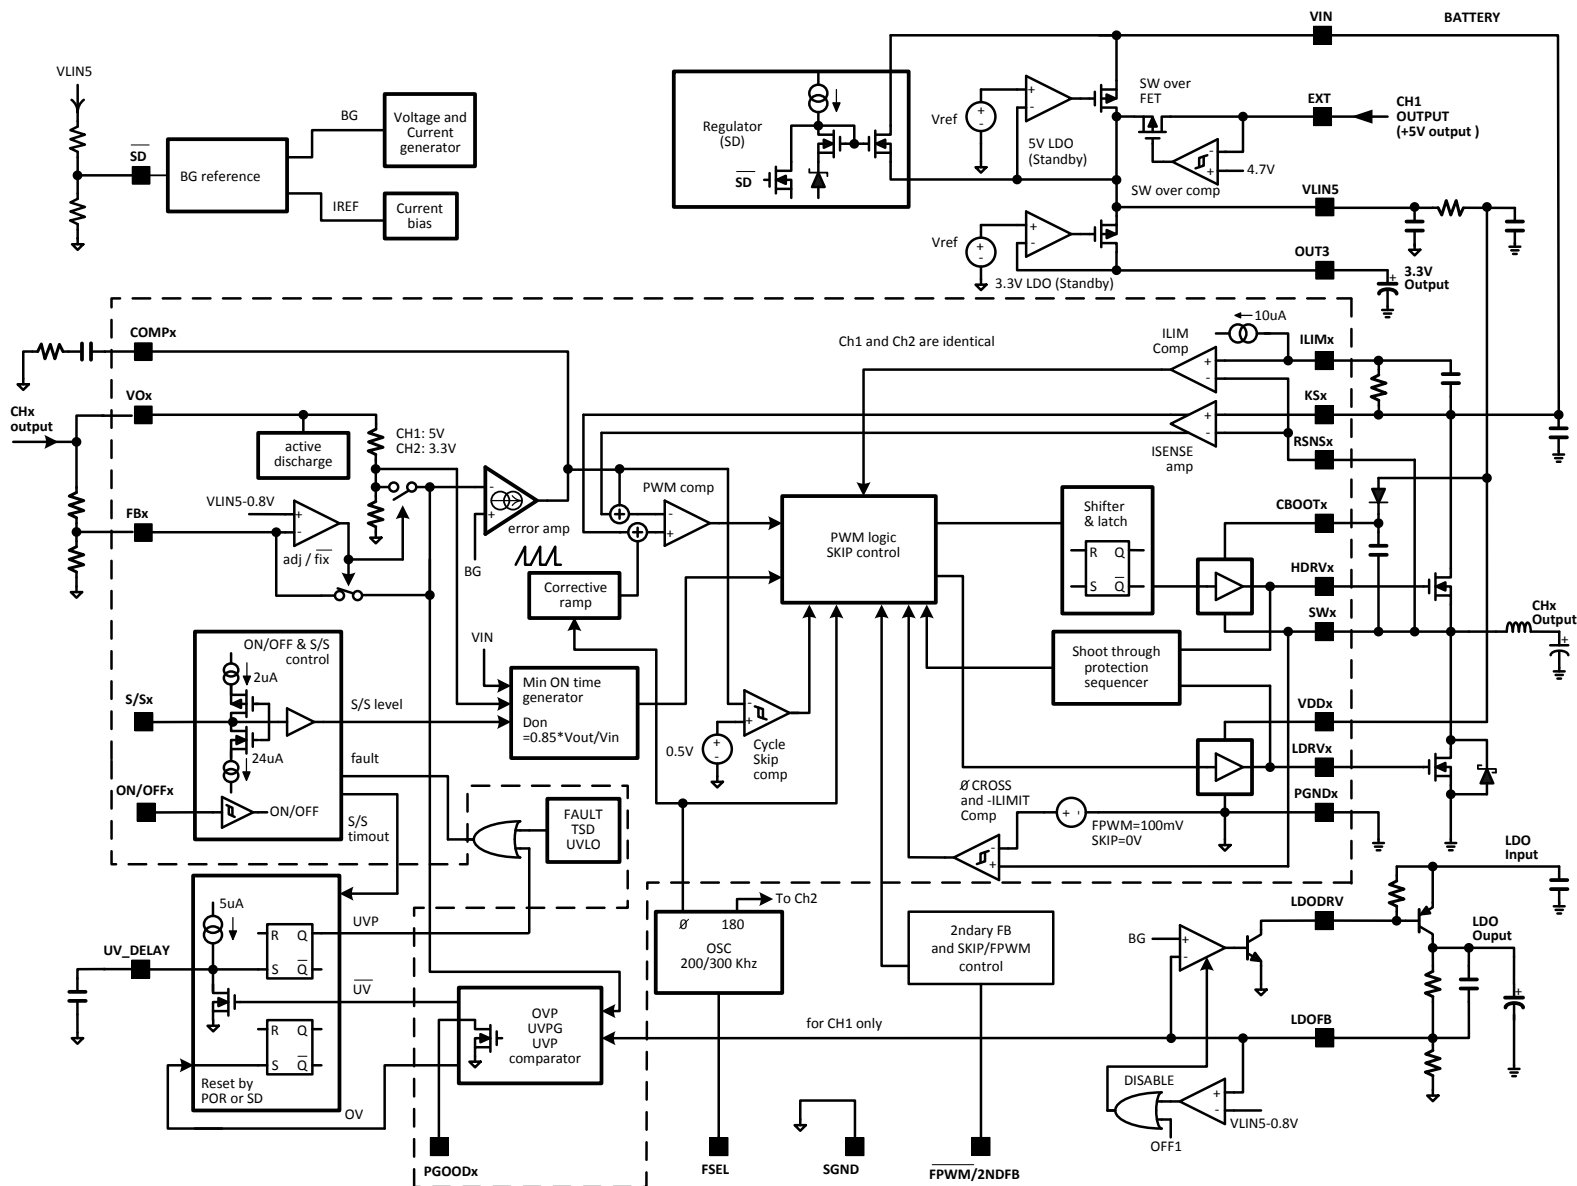 VIN
BATTERY
VLIN5
SD
BG reference
BG
Voltage and
Current
generator
IREF
Current
bias
Regulator
(SD)
SD
Vref
+
-
+
-
5V LDO
(Standby)
SW over
FET
EXT
CH1
OUTPUT
(+5V output )
-
+
4.7V
SW over comp
VLIN5
Vref
+
-
+
-
3.3V LDO (Standby)
OUT3
3.3V
Output
+
COMPx
Ch1 and Ch2 are identical
10uA
ILIM
Comp
+
-
ILIMx
VOx
CHx
output
active
discharge
CH1: 5V
CH2: 3.3V
KSx
+
-
ISENSE
amp
RSNSx
VLIN5-0.8V
+
-
FBx
adj / fix
-
+
error amp
BG
PWM comp
-
+
Corrective
ramp
PWM logic
SKIP control
Shifter
& latch
R Q
S Q
CBOOTx
HDRVx
SWx
CHx
Output
+
ON/OFF & S/S
control
2uA
24uA
S/Sx
S/S level
ON/OFFx
ON/OFF
fault
S/S
timout
VIN
Min ON time
generator
Don
=0.85*Vout/Vin
0.5V
+
-
-
+
Cycle
Skip
comp
Shoot through
protection
sequencer
VDDx
LDRVx
PGNDx
Ø CROSS
and -ILIMIT
Comp
+ -
FPWM=100mV
SKIP=0V
-
+
FAULT
TSD
UVLO
LDO
Input
5uA
R Q
S Q
UVP
UV_DELAY
UV
R Q
S Q
Reset by
POR or SD
OV
OVP
UVPG
UVP
comparator
To Ch2
Ø 180
OSC
200/300 Khz
2ndary FB
and SKIP/FPWM
control
BG
+
-
LDODRV
LDO
Ouput
+
for CH1 only
LDOFB
DISABLE
+
-
VLIN5-0.8V
OFF1
PGOODx
FSEL
SGND
FPWM/2NDFB